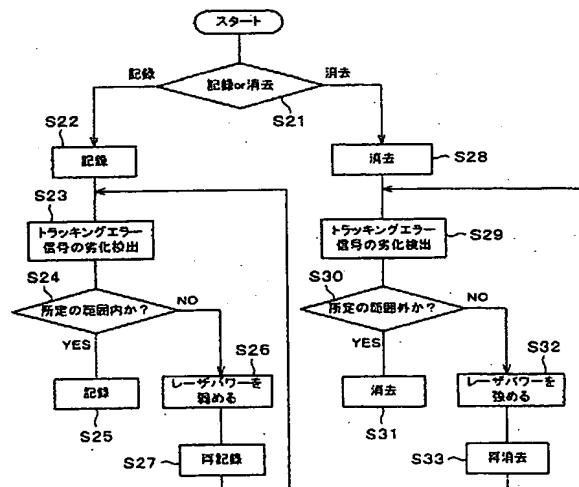 スタート
記録
記録or消去
消去
S21
S22
記録
消去
S28
S23
トラッキングエラー
信号の劣化検出
トラッキングエラー
信号の劣化検出
S29
S24
所定の範囲内か?
NO
YES
S30
所定の範囲外か?
NO
YES
記録
S25
S26
レーザパワーを
弱める
S27
再記録
消去
S31
S32
レーザパワーを
強める
S33
再消去